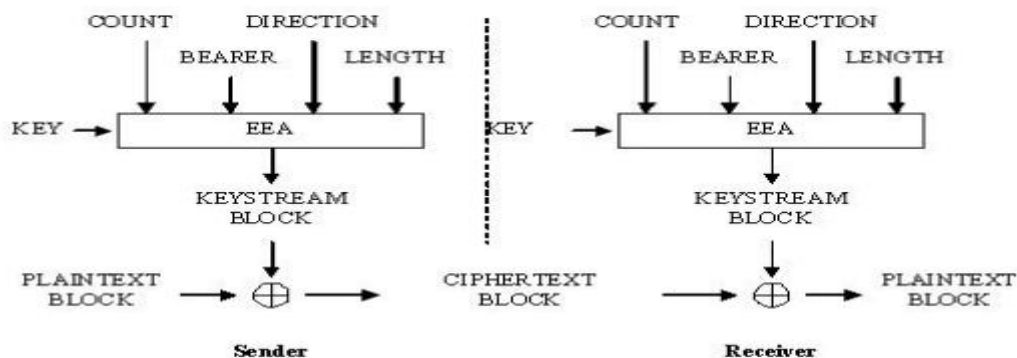 COUNT DIRECTION COUNT DIRECTION
BEARER LENGTH BEARER LENGTH
KEY EEA KEY EEA
KEYSTREAM KEYSTREAM
BLOCK BLOCK
PLAINTEXT CIPHERTEXT PLAINTEXT
BLOCK BLOCK BLOCK
Sender Receiver